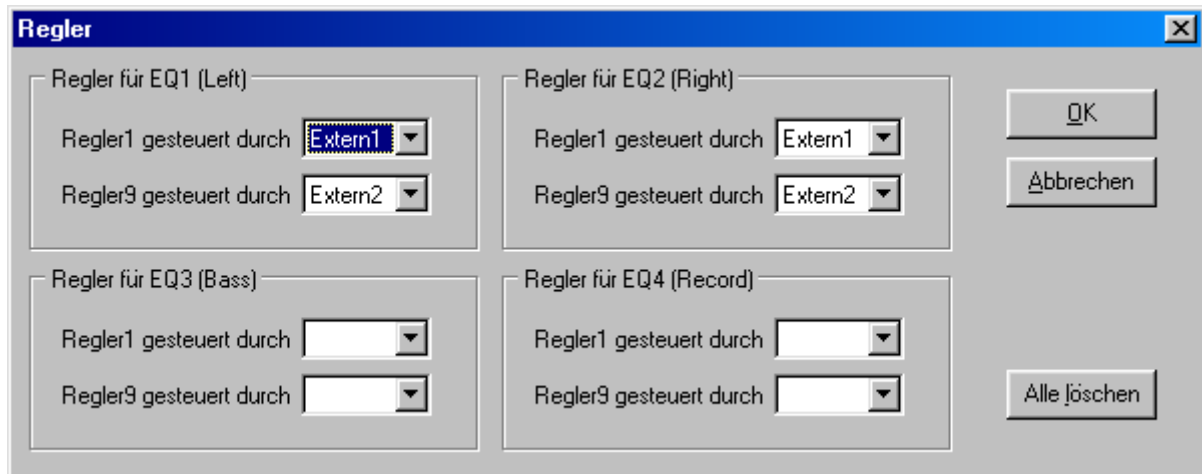 Regler
Regler für EQ1 (Left)
Regler1 gesteuert durch Extern1
Regler9 gesteuert durch Extern2
Regler für EQ2 (Right)
Regler1 gesteuert durch Extern1
Regler9 gesteuert durch Extern2
OK
Abbrechen
Regler für EQ3 (Bass)
Regler1 gesteuert durch
Regler9 gesteuert durch
Regler für EQ4 (Record)
Regler1 gesteuert durch
Regler9 gesteuert durch
Alle löschen